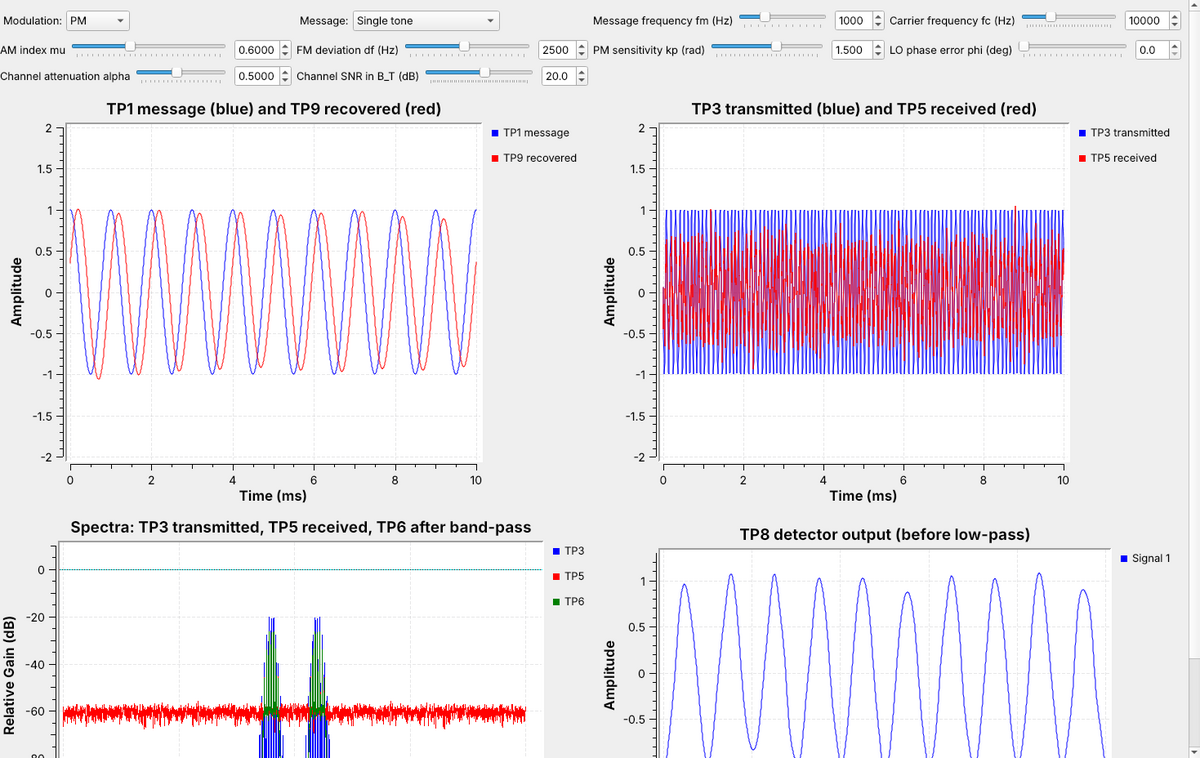 Modulation: PM Message: Single tone Message frequency fm (Hz) 1000 Carrier frequency fc (Hz) 10000
AM index mu 0.6000 FM deviation df (Hz) 2500 PM sensitivity kp (rad) 1.500 LO phase error phi (deg) 0.0
Channel attenuation alpha 0.5000 Channel SNR in B_T (dB) 20.0
TP1 message (blue) and TP9 recovered (red)
2
1.5
1
0.5
0
-0.5
-1
-1.5
-2
Amplitude
0 2 4 6 8 10
Time (ms)
TP1 message
TP9 recovered
TP3 transmitted (blue) and TP5 received (red)
2
1.5
1
0.5
0
-0.5
-1
-1.5
-2
Amplitude
0 2 4 6 8 10
Time (ms)
TP3 transmitted
TP5 received
Spectra: TP3 transmitted, TP5 received, TP6 after band-pass
0
-20
-40
-60
Relative Gain (dB)
TP3
TP5
TP6
TP8 detector output (before low-pass)
1
0.5
0
-0.5
Amplitude
Signal 1